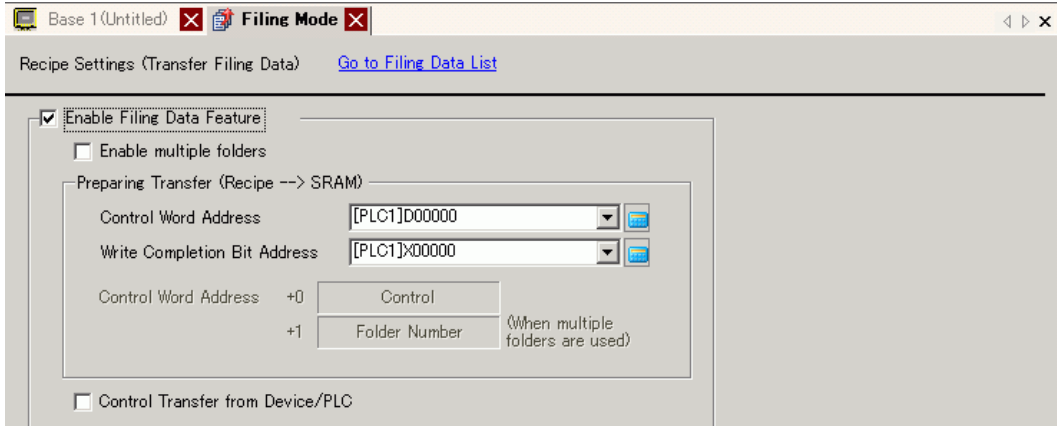 Base 1(Untitled) Filing Mode
Recipe Settings (Transfer Filing Data) Go to Filing Data List
Enable Filing Data Feature
Enable multiple folders
Preparing Transfer (Recipe --> SRAM)
Control Word Address [PLC1]D00000
Write Completion Bit Address [PLC1]X00000
Control Word Address +0 Control
+1 Folder Number (When multiple
folders are used)
Control Transfer from Device/PLC